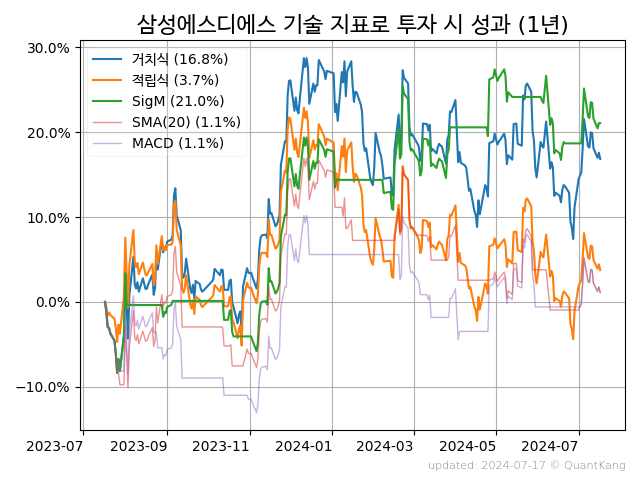 삼성에스디에스 기술 지표로 투자 시 성과 (1년)
30.0%
20.0%
10.0%
0.0%
−10.0%
거치식 (16.8%)
적립식 (3.7%)
SigM (21.0%)
SMA(20) (1.1%)
MACD (1.1%)
2023-07 2023-09 2023-11 2024-01 2024-03 2024-05 2024-07
updated: 2024-07-17 © QuantKang